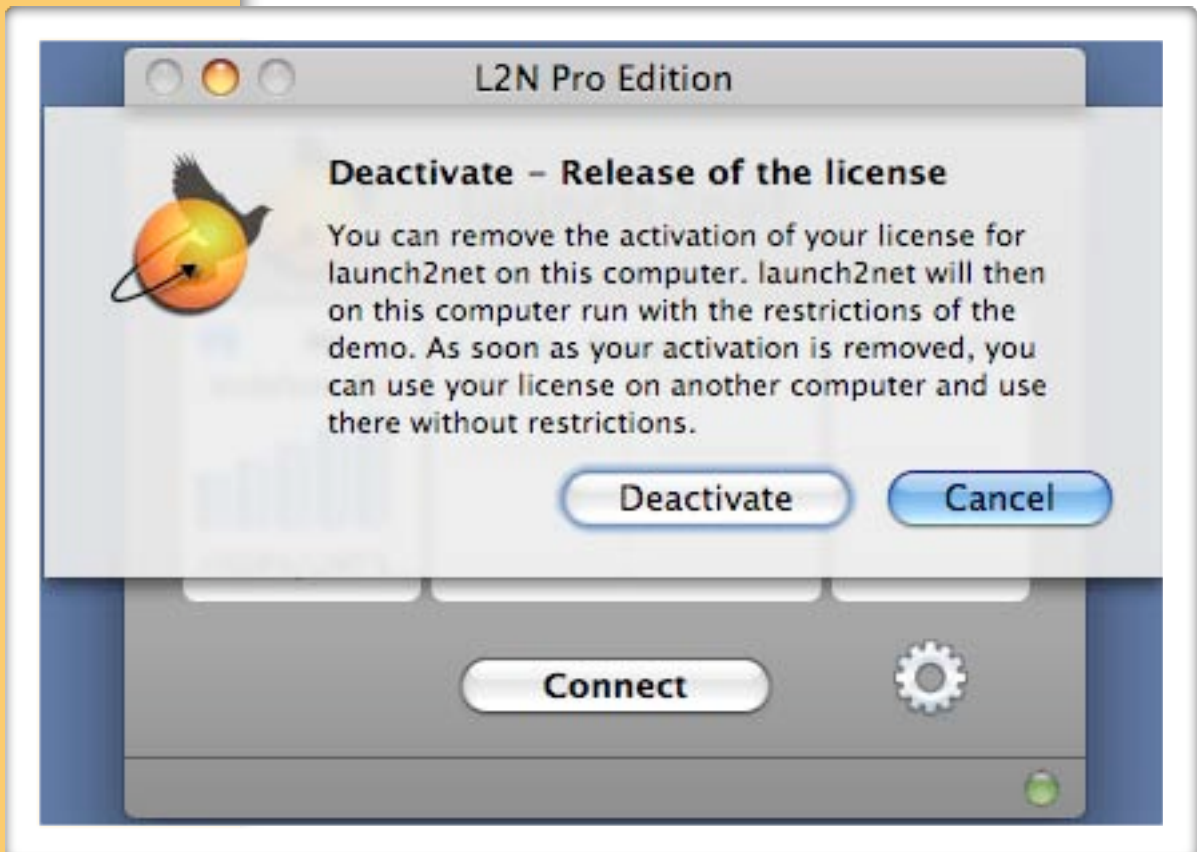 L2N Pro Edition
Deactivate – Release of the license
You can remove the activation of your license for
launch2net on this computer. launch2net will then
on this computer run with the restrictions of the
demo. As soon as your activation is removed, you
can use your license on another computer and use
there without restrictions.
Deactivate Cancel
Connect